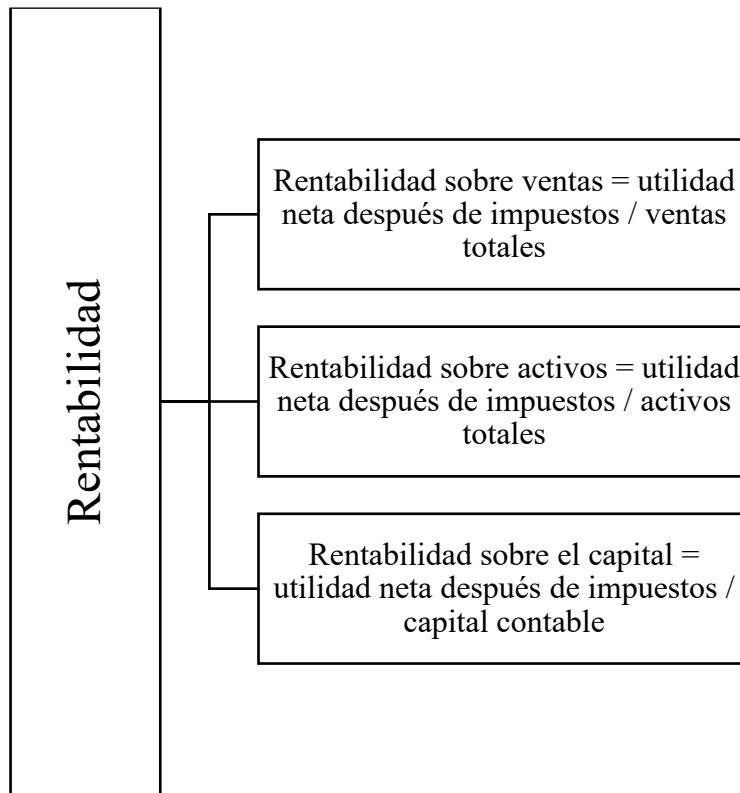 Rentabilidad
Rentabilidad sobre ventas = utilidad
neta después de impuestos / ventas
totales
Rentabilidad sobre activos = utilidad
neta después de impuestos / activos
totales
Rentabilidad sobre el capital =
utilidad neta después de impuestos /
capital contable